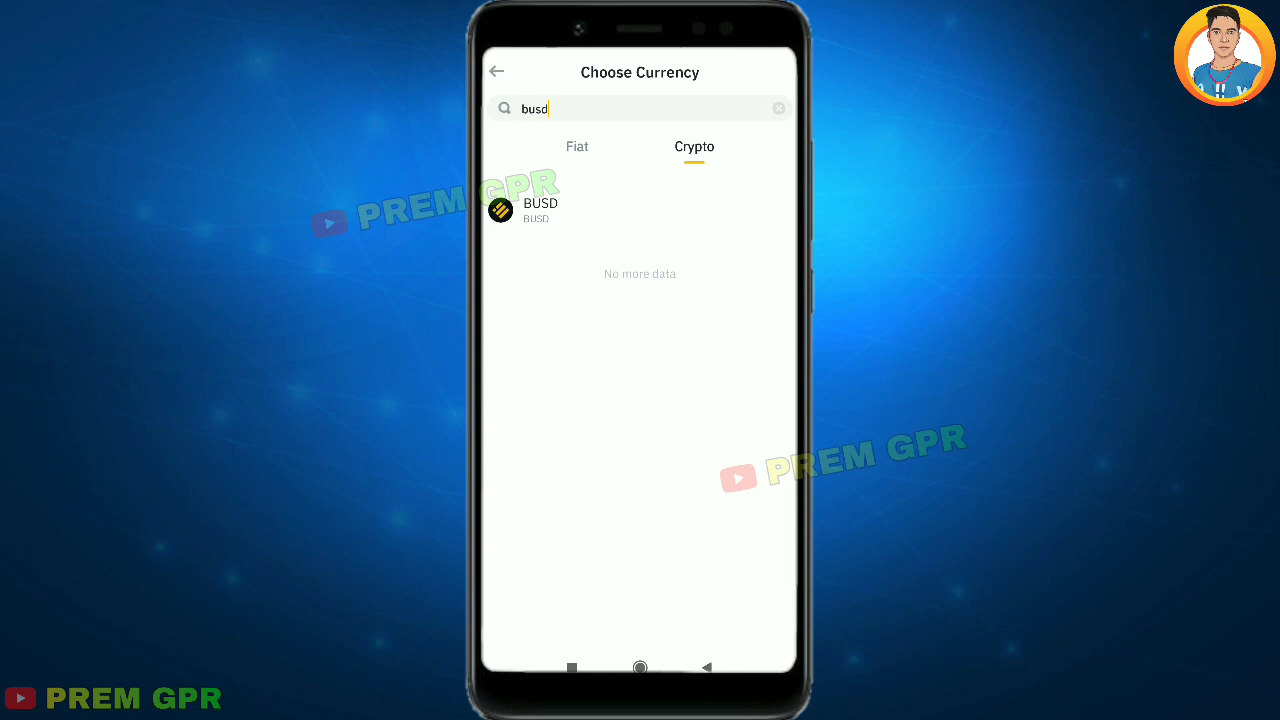 Choose Currency
busd
Fiat
Crypto
PREM GPR
BUSD
BUSD
No more data
PREM GPR
PREM GPR